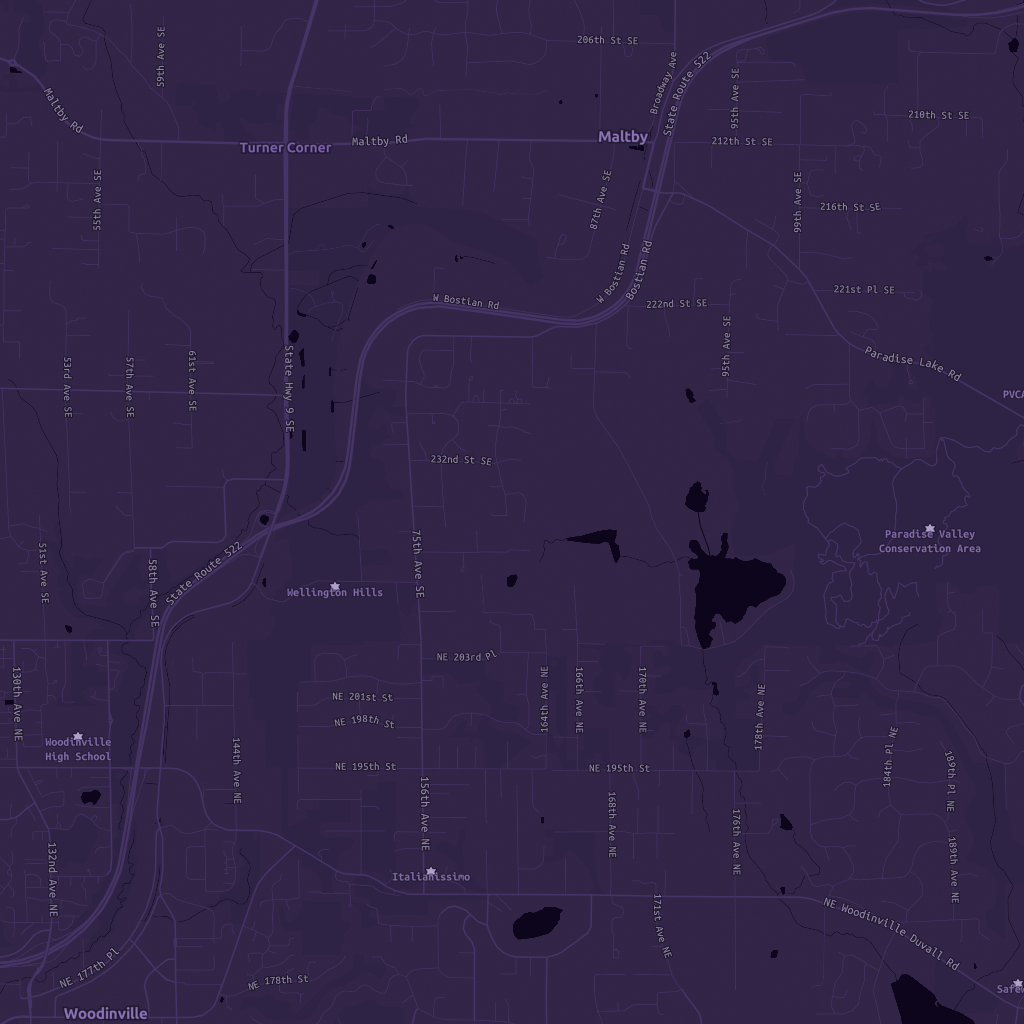 206th St SE
59th Ave SE
Broadway Ave
State Route 522
95th Ave SE
Maltby Rd
210th St SE
Maltby
Turner Corner
Maltby Rd
212th St SE
55th Ave SE
87th Ave SE
99th Ave SE
216th St SE
W Bostian Rd
Bostian Rd
221st Pl SE
W Bostian Rd
222nd St SE
95th Ave SE
State Hwy 9 SE
53rd Ave SE
57th Ave SE
61st Ave SE
Paradise Lake Rd
PVCA
232nd St SE
Paradise Valley
Conservation Area
51st Ave SE
58th Ave SE
State Route 522
75th Ave SE
Wellington Hills
NE 203rd Pl
130th Ave NE
NE 201st St
164th Ave NE
166th Ave NE
170th Ave NE
178th Ave NE
NE 198th St
Woodinville
High School
144th Ave NE
184th Pl NE
189th Pl NE
NE 195th St
NE 195th St
156th Ave NE
168th Ave NE
176th Ave NE
132nd Ave NE
189th Ave NE
Italianissimo
171st Ave NE
NE Woodinville Duvall Rd
NE 177th Pl
NE 178th St
Woodinville